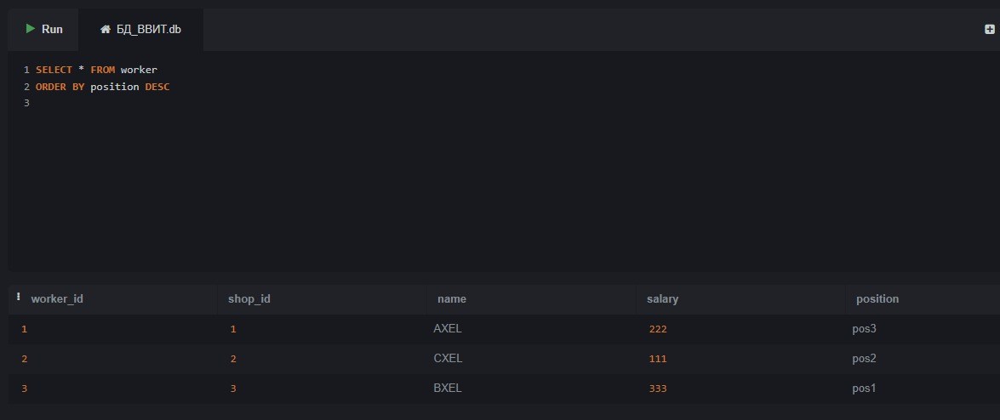 Run БД_ВВИТ.db
1 SELECT * FROM worker
2 ORDER BY position DESC
3
worker_id shop_id name salary position
1 1 AXEL 222 pos3
2 2 CXEL 111 pos2
3 3 BXEL 333 pos1